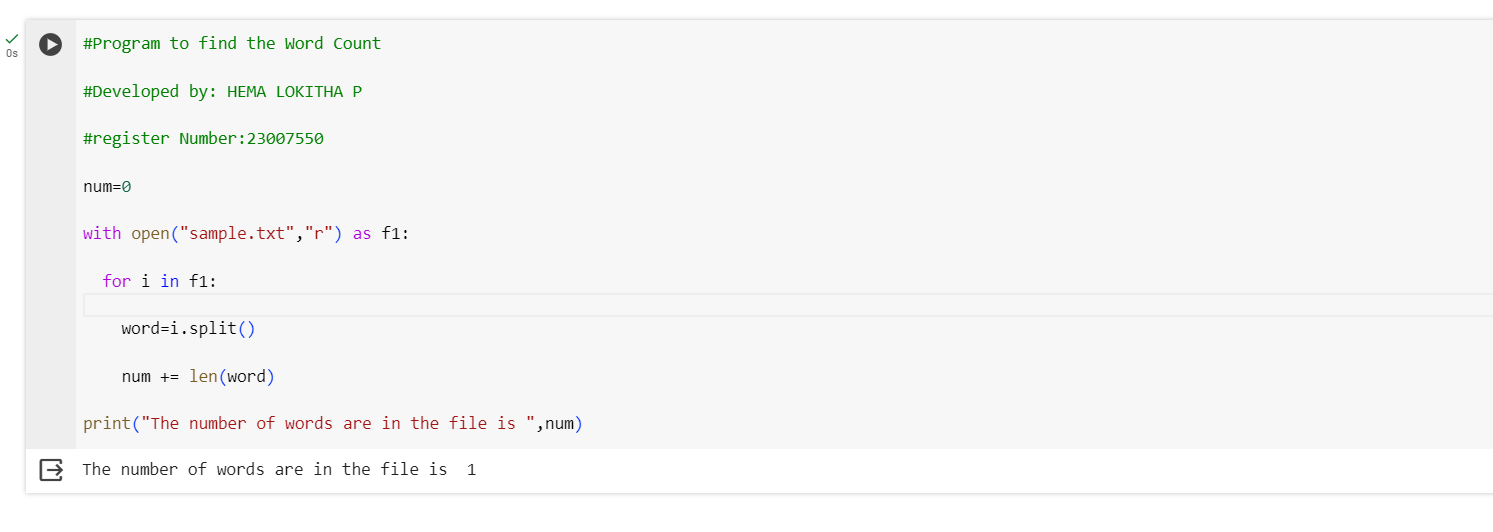 #Program to find the Word Count
0s
#Developed by: HEMA LOKITHA P
#register Number:23007550
num=0
with open("sample.txt","r") as f1:
for i in f1:
word=i.split()
num += len(word)
print("The number of words are in the file is ",num)
The number of words are in the file is  1